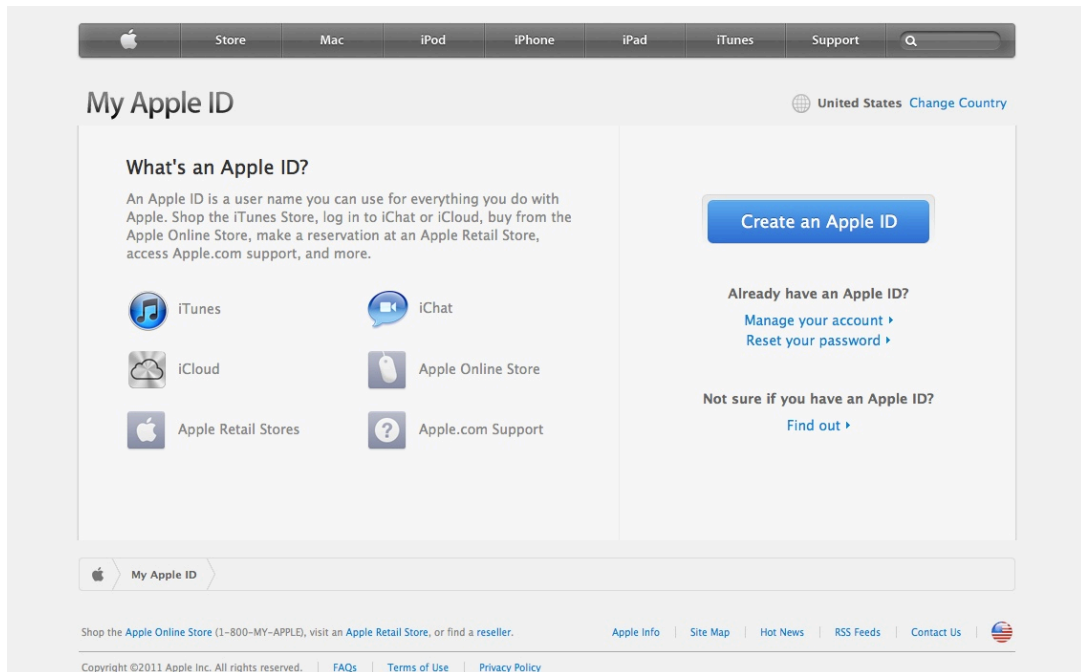 Store Mac iPod iPhone iPad iTunes Support
My Apple ID
United States Change Country
What's an Apple ID?
An Apple ID is a user name you can use for everything you do with
Apple. Shop the iTunes Store, log in to iChat or iCloud, buy from the
Apple Online Store, make a reservation at an Apple Retail Store,
access Apple.com support, and more.
iTunes
iChat
iCloud
Apple Online Store
Apple Retail Stores
Apple.com Support
Create an Apple ID
Already have an Apple ID?
Manage your account
Reset your password
Not sure if you have an Apple ID?
Find out
My Apple ID
Shop the Apple Online Store (1-800-MY-APPLE), visit an Apple Retail Store, or find a reseller.
Apple Info Site Map Hot News RSS Feeds Contact Us
Copyright ©2011 Apple Inc. All rights reserved. FAQs Terms of Use Privacy Policy